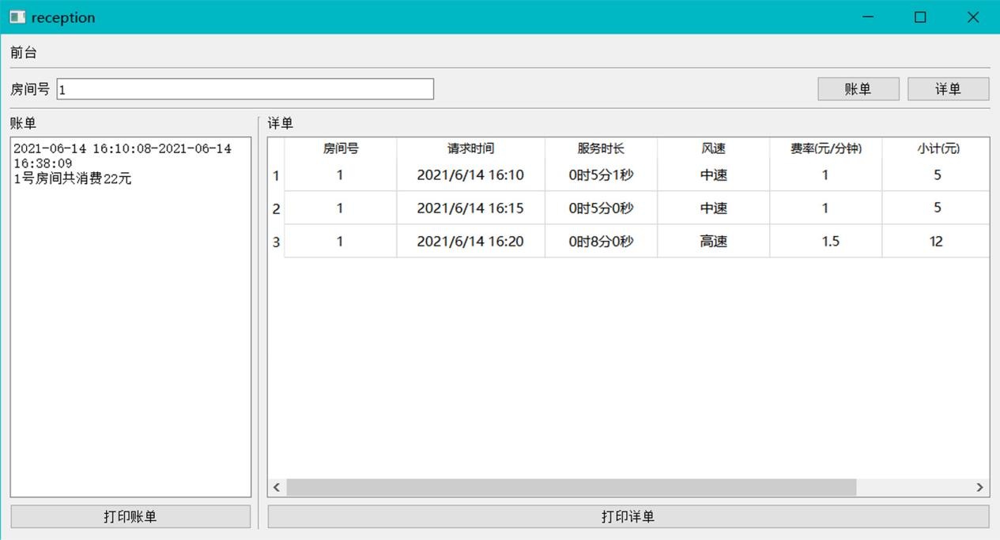 reception
前台
房间号 1 账单 详单
账单
2021-06-14 16:10:08-2021-06-14
16:38:09
1号房间共消费22元
打印账单
详单
房间号 请求时间 服务时长 风速 费率(元/分钟) 小计(元)
1 1 2021/6/14 16:10 0时5分1秒 中速 1 5
2 1 2021/6/14 16:15 0时5分0秒 中速 1 5
3 1 2021/6/14 16:20 0时8分0秒 高速 1.5 12
打印详单